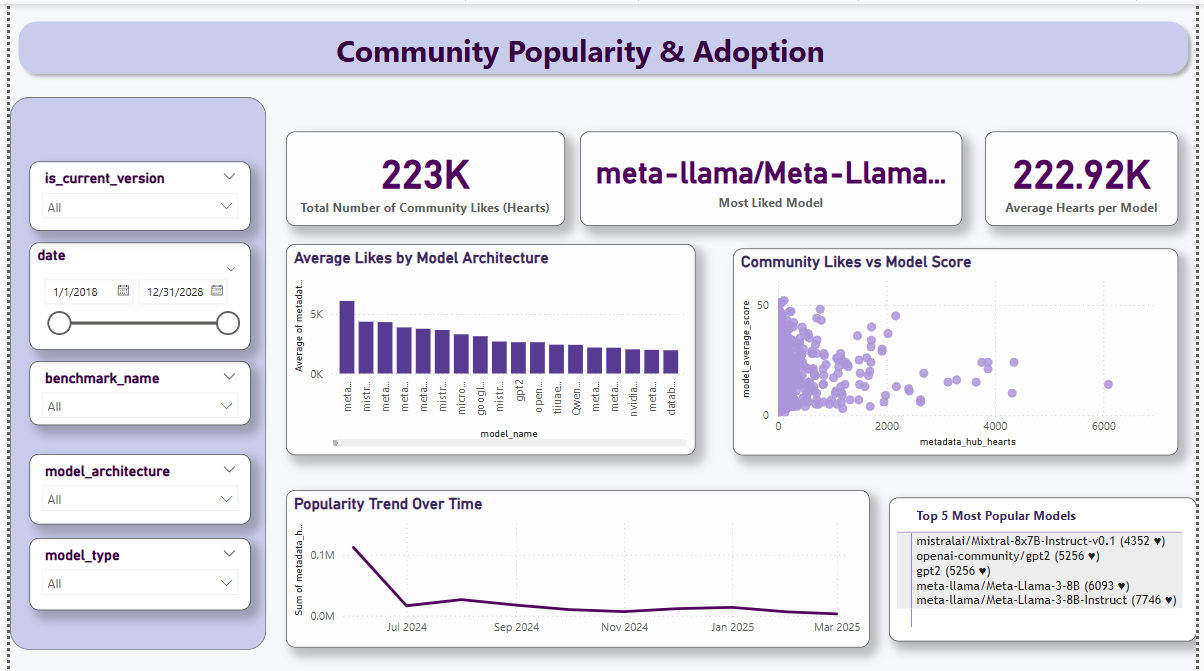 Community Popularity & Adoption
is_current_version
All
date
1/1/2018
12/31/2028
benchmark_name
All
model_architecture
All
model_type
All
223K
Total Number of Community Likes (Hearts)
meta-llama/Meta-Llama...
Most Liked Model
222.92K
Average Hearts per Model
Average Likes by Model Architecture
Average of metadat...
5K
0K
meta...
mistr...
meta...
meta...
meta...
mistr...
micro...
googl...
mistr...
gpt2
open...
tiiuae...
Qwen...
meta...
meta...
nvidia...
meta...
datab...
model_name
Community Likes vs Model Score
model_average_score
50
0
0
2000
4000
6000
metadata_hub_hearts
Popularity Trend Over Time
Sum of metadata_h...
0.1M
0.0M
Jul 2024
Sep 2024
Nov 2024
Jan 2025
Mar 2025
Top 5 Most Popular Models
mistralai/Mixtral-8x7B-Instruct-v0.1 (4352 ♥)
openai-community/gpt2 (5256 ♥)
gpt2 (5256 ♥)
meta-llama/Meta-Llama-3-8B (6093 ♥)
meta-llama/Meta-Llama-3-8B-Instruct (7746 ♥)